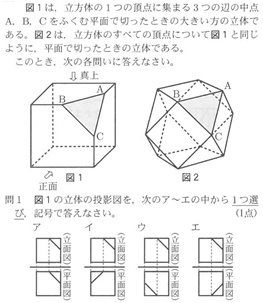 図1は，立方体の1つの頂点に集まる3つの辺の中点
A，B，Cをふくむ平面で切ったときの大きい方の立体で
ある。図2は，立方体のすべての頂点について図1と同じ
ように，平面で切ったときの立体である。
このとき，次の各問いに答えなさい。
真上
A
B
C
正面
図1
A
B
C
図2
問1 図1の立体の投影図を，次のア～エの中から1つ選
び，記号で答えなさい。 (1点)
ア イ ウ エ
(立面図) (立面図) (立面図) (立面図)
(平面図) (平面図) (平面図) (平面図)